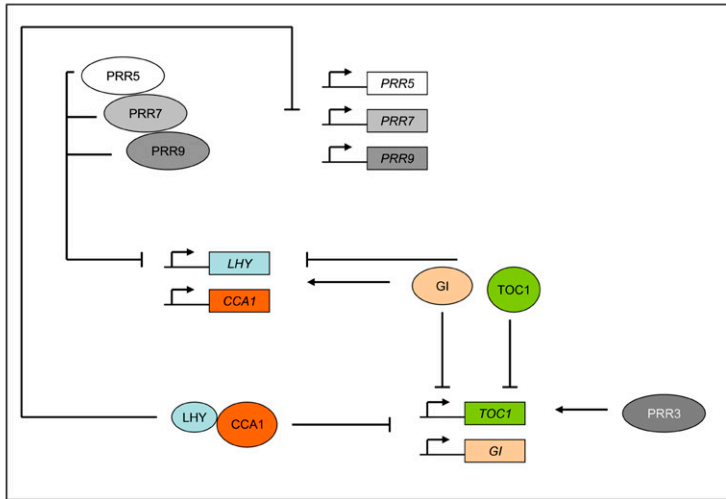 PRR5
PRR7
PRR9
PRR5
PRR7
PRR9
LHY
CCA1
GI
TOC1
LHY
CCA1
TOC1
GI
PRR3